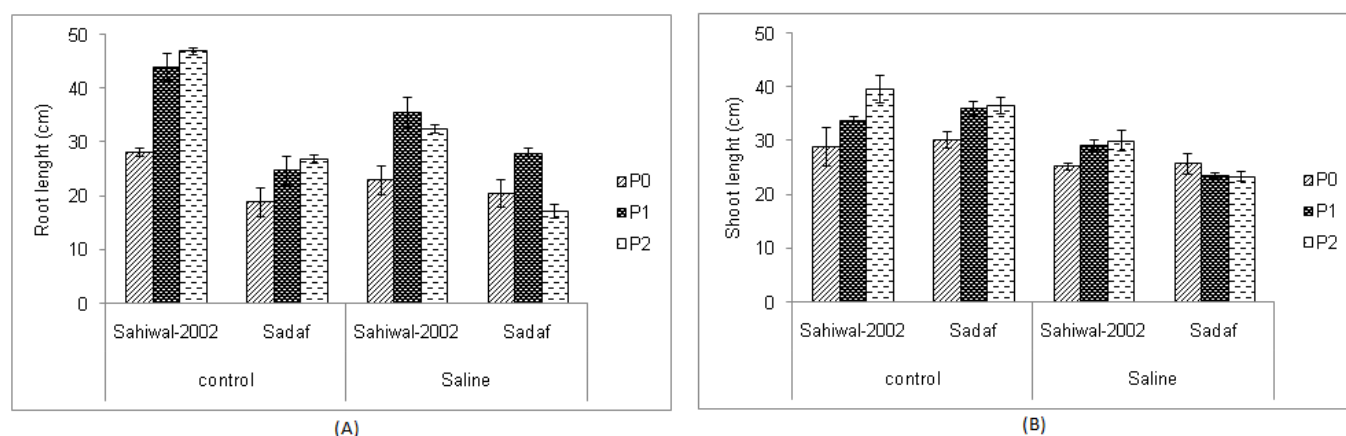 50
40
30
20
10
0
Root lenght (cm)
P0
P1
P2
Sahiwal-2002 Sadaf Sahiwal-2002 Sadaf
control Saline
(A)
50
40
30
20
10
0
Shoot lenght (cm)
P0
P1
P2
Sahiwal-2002 Sadaf Sahiwal-2002 Sadaf
control Saline
(B)